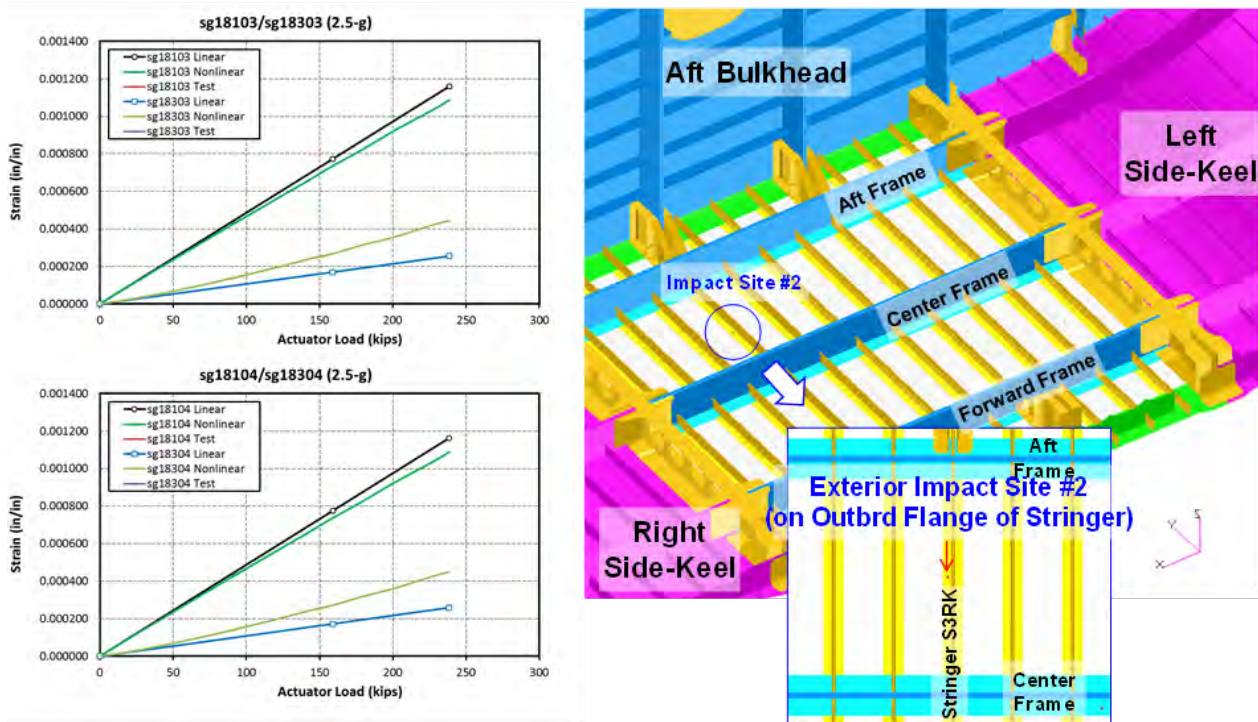 sg18103/sg18303 (2.5-g)
0.001400
0.001200
0.001000
0.000800
0.000600
0.000400
0.000200
0.000000
Strain (in/in)
sg18103 Linear
sg18103 Nonlinear
sg18103 Test
sg18303 Linear
sg18303 Nonlinear
sg18303 Test
0 50 100 150 200 250 300
Actuator Load (kips)
sg18104/sg18304 (2.5-g)
0.001400
0.001200
0.001000
0.000800
0.000600
0.000400
0.000200
0.000000
Strain (in/in)
sg18104 Linear
sg18104 Nonlinear
sg18104 Test
sg18304 Linear
sg18304 Nonlinear
sg18304 Test
0 50 100 150 200 250 300
Actuator Load (kips)
Aft Bulkhead
Left
Side-Keel
Aft Frame
Impact Site #2
Center Frame
Forward Frame
Right
Side-Keel
Aft
Frame
Exterior Impact Site #2
(on Outbrd Flange of Stringer)
Stringer S3RK
Center
Frame
Z
Y
X